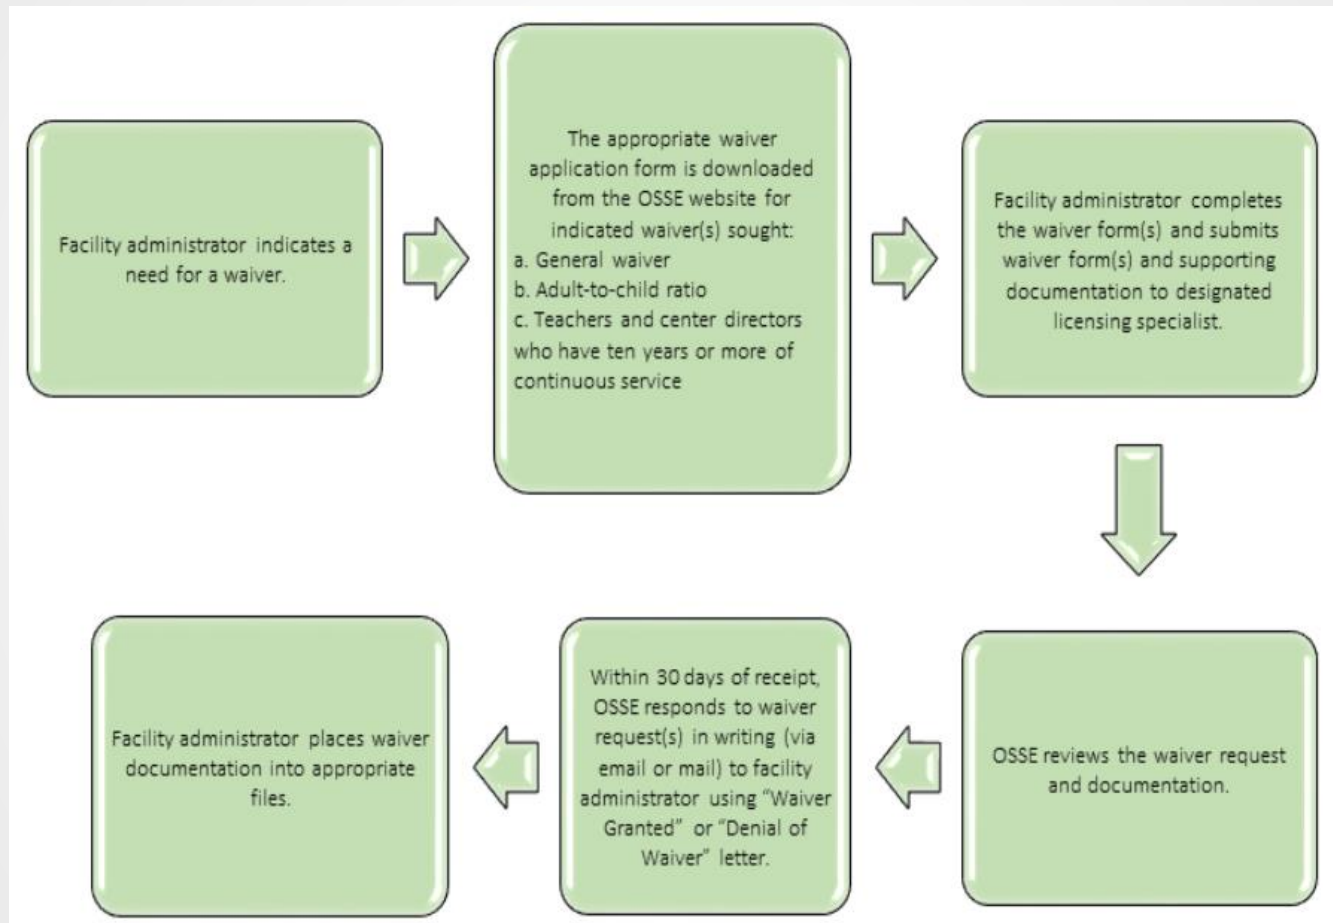 Facility administrator indicates a
need for a waiver.
The appropriate waiver
application form is downloaded
from the OSSE website for
indicated waiver(s) sought:
a. General waiver
b. Adult-to-child ratio
c. Teachers and center directors
who have ten years or more of
continuous service
Facility administrator completes
the waiver form(s) and submits
waiver form(s) and supporting
documentation to designated
licensing specialist.
OSSE reviews the waiver request
and documentation.
Within 30 days of receipt,
OSSE responds to waiver
request(s) in writing (via
email or mail) to facility
administrator using “Waiver
Granted” or “Denial of
Waiver” letter.
Facility administrator places waiver
documentation into appropriate
files.